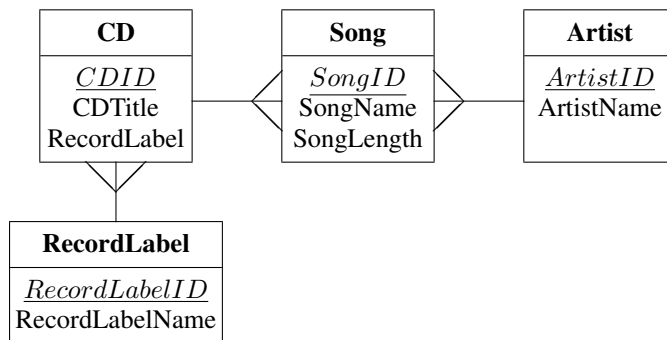 CD
CDID
CDTitle
RecordLabel
Song
SongID
SongName
SongLength
Artist
ArtistID
ArtistName
RecordLabel
RecordLabelID
RecordLabelName